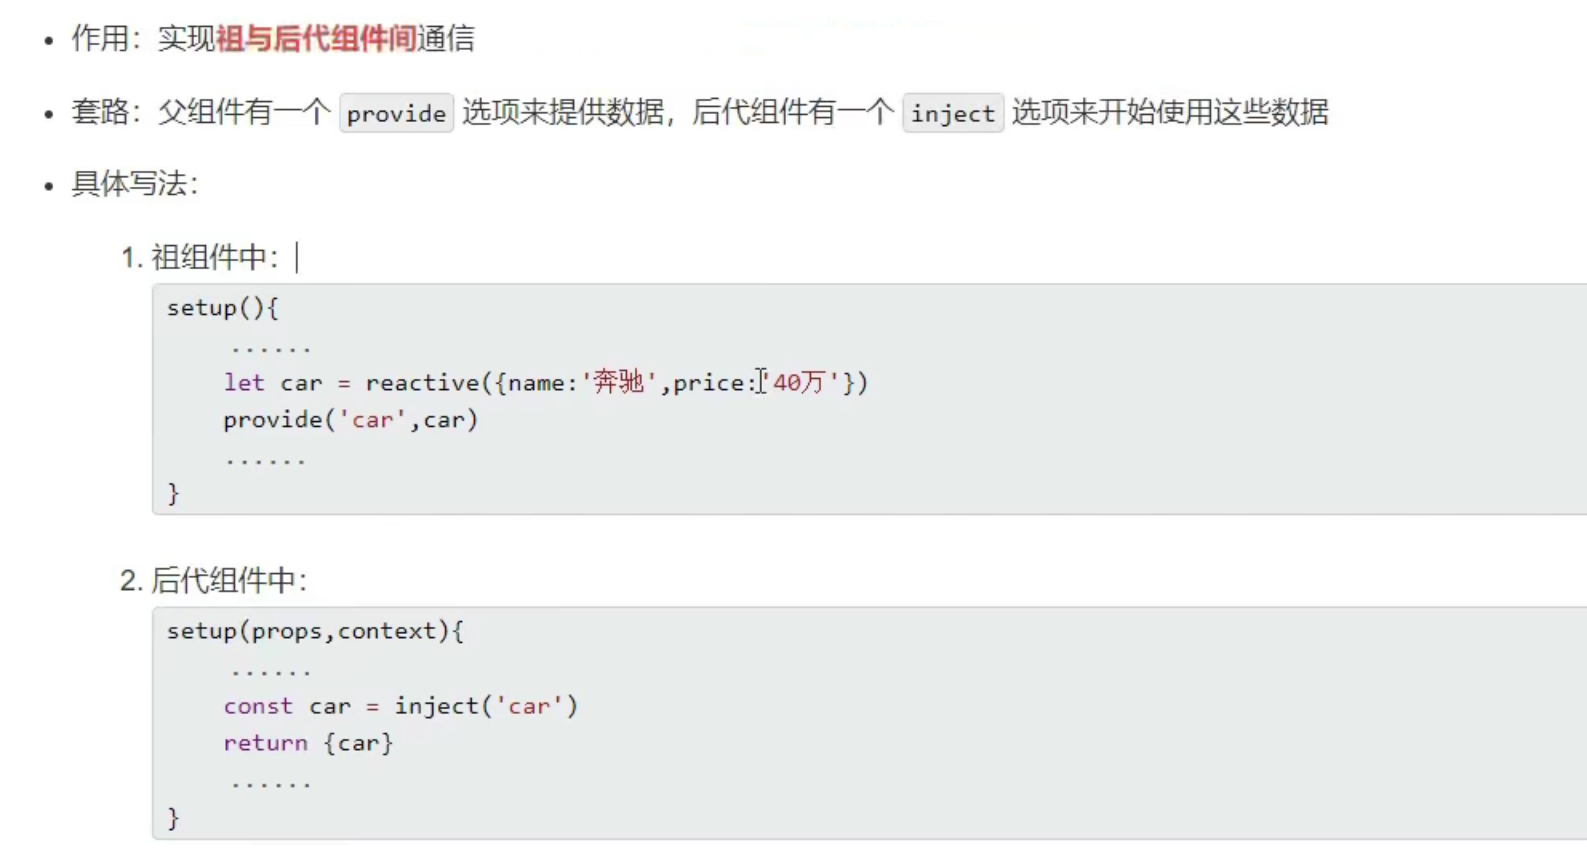 作用：实现祖与后代组件间通信
套路：父组件有一个 provide 选项来提供数据，后代组件有一个 inject 选项来开始使用这些数据
具体写法：
1. 祖组件中：
setup(){
......
let car = reactive({name:'奔驰',price:'40万'})
provide('car',car)
......
}
2. 后代组件中：
setup(props,context){
......
const car = inject('car')
return {car}
......
}